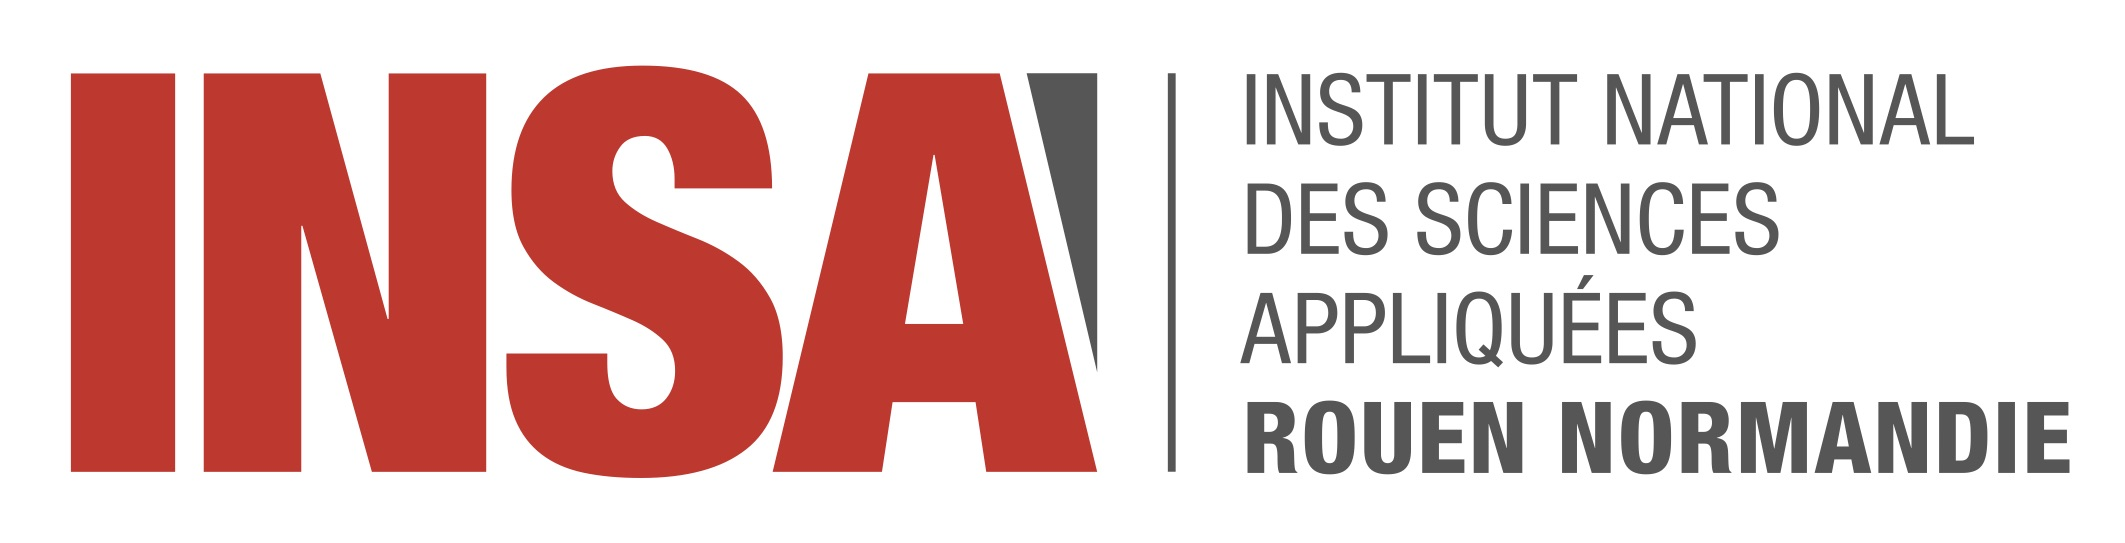 INSA
INSTITUT NATIONAL
DES SCIENCES
APPLIQUÉES
ROUEN NORMANDIE